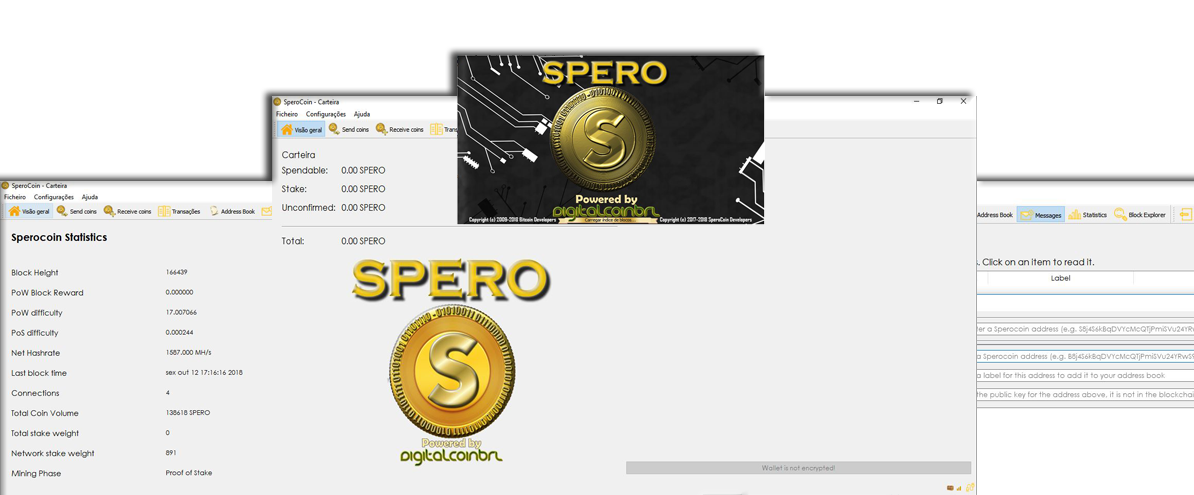 SPERO
Powered by
digitalcoinbrl
Carregar índice de blocos...
Copyright (c) 2009-2018 Bitcoin Developers
Copyright (c) 2017-2018 SperoCoin Developers
SperoCoin - Carteira
Ficheiro Configurações Ajuda
Visão geral Send coins Receive coins
Carteira
Spendable: 0.00 SPERO
Stake: 0.00 SPERO
Unconfirmed: 0.00 SPERO
Total: 0.00 SPERO
SPERO
S
Powered by
digitalcoinbrl
Wallet is not encrypted!
SperoCoin - Carteira
Ficheiro Configurações Ajuda
Visão geral Send coins Receive coins Transações Address Book
Sperocoin Statistics
Block Height 166439
PoW Block Reward 0.000000
PoW difficulty 17.007066
PoS difficulty 0.000244
Net Hashrate 1587.000 MH/s
Last block time sex out 12 17:16:16 2018
Connections 4
Total Coin Volume 138618 SPERO
Total stake weight 0
Network stake weight 891
Mining Phase Proof of Stake
Address Book Messages Statistics Block Explorer
. Click on an item to read it.
Label
a Sperocoin address (e.g.
a label for this address to add it to your address book
the public key for the address above, it is not in the blockchain